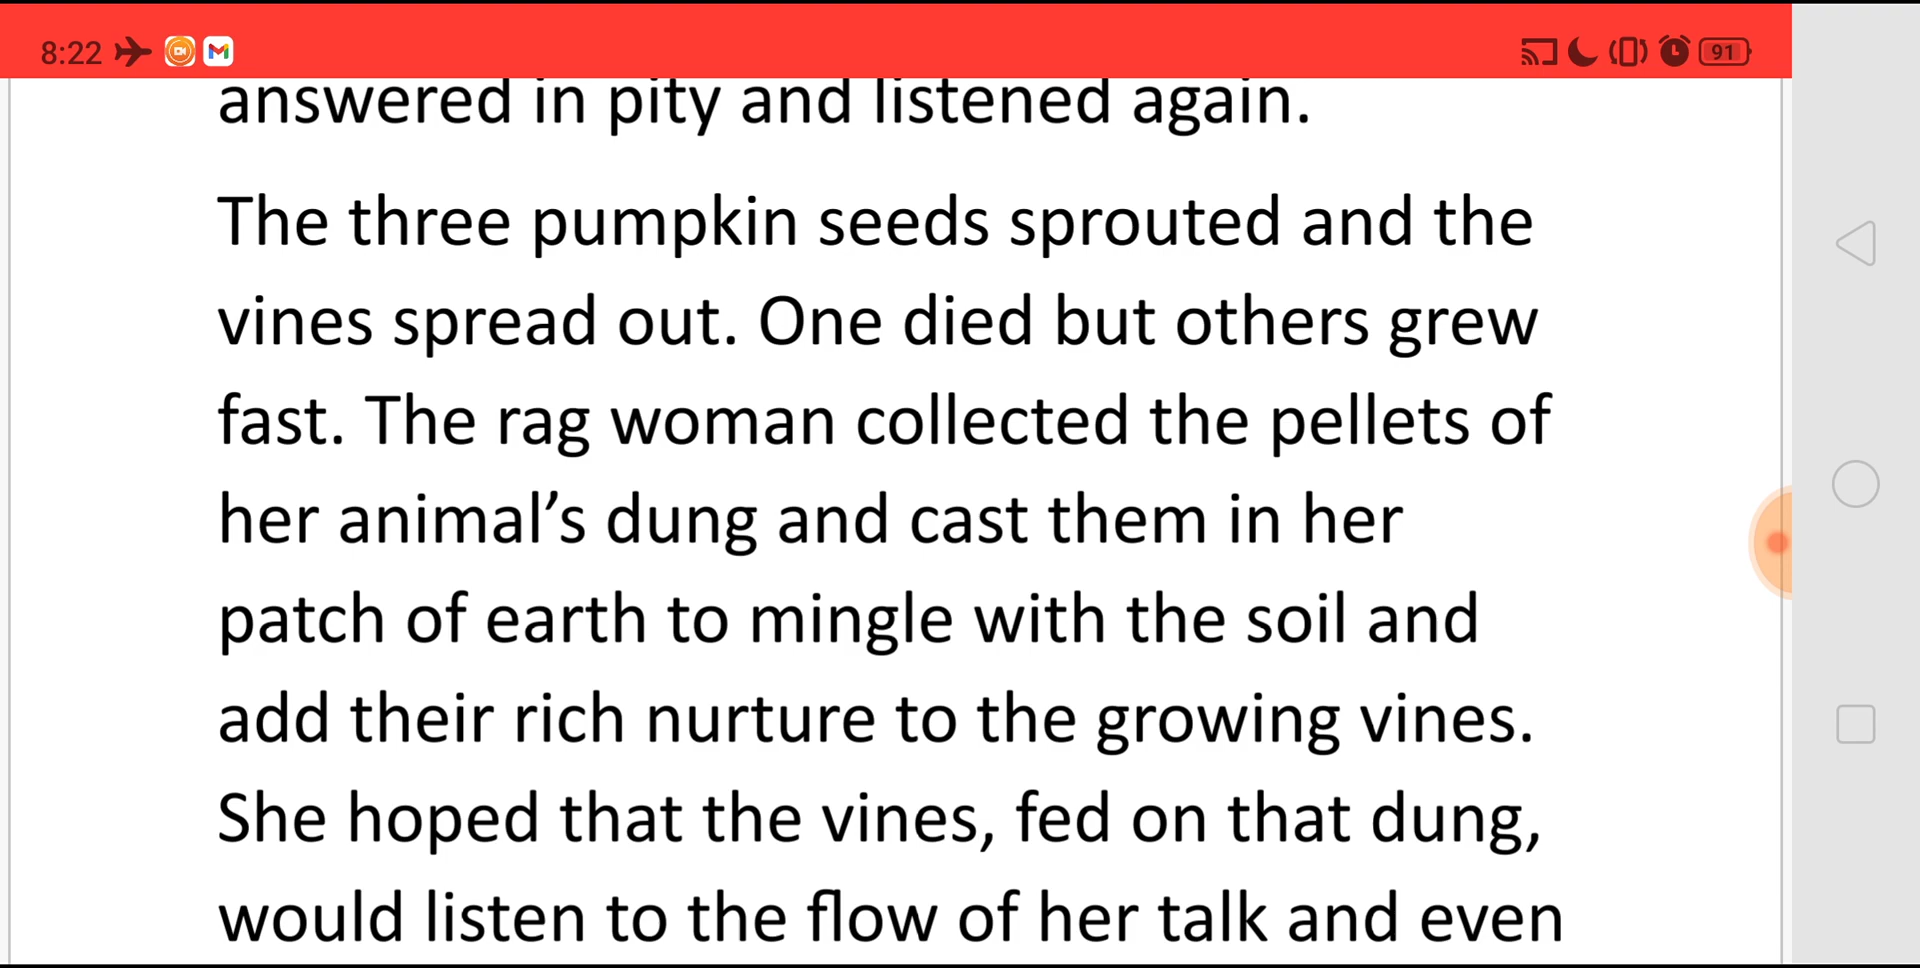 8:22
91
answered in pity and listened again.
The three pumpkin seeds sprouted and the
vines spread out. One died but others grew
fast. The rag woman collected the pellets of
her animal’s dung and cast them in her
patch of earth to mingle with the soil and
add their rich nurture to the growing vines.
She hoped that the vines, fed on that dung,
would listen to the flow of her talk and even